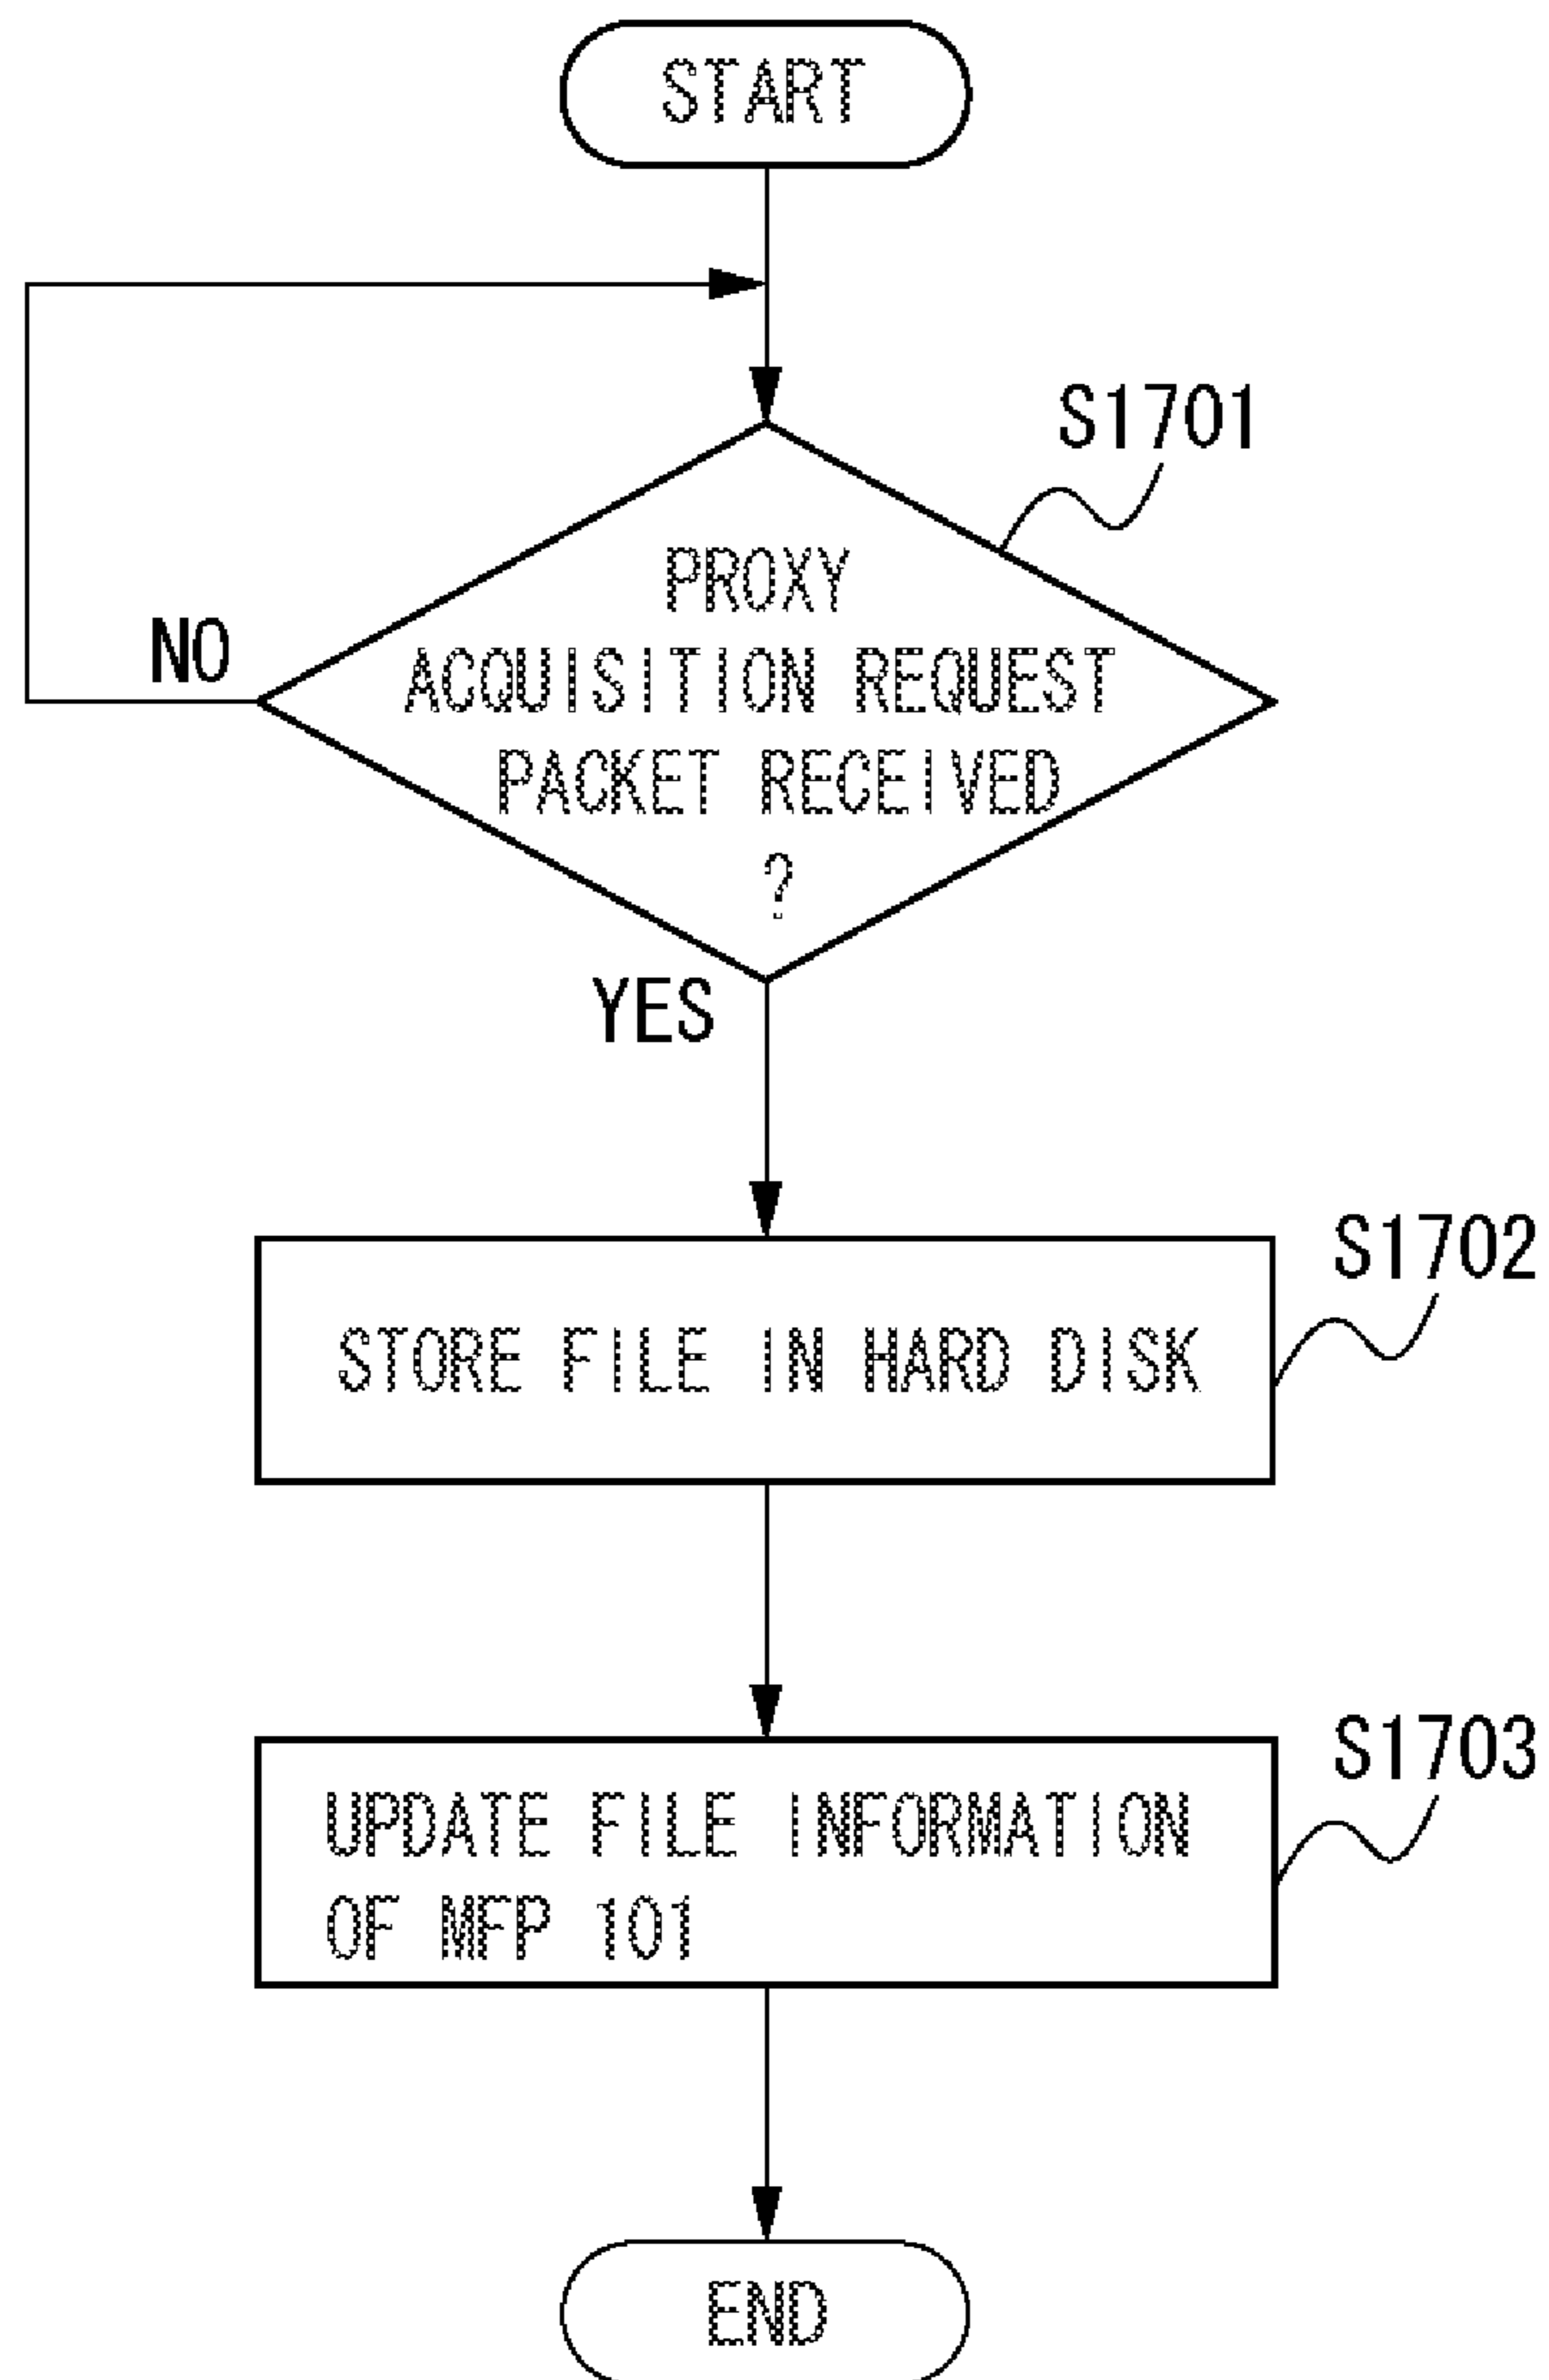 START
S1701
PROXY
ACQUISITION REQUEST
PACKET RECEIVED
?
NO
YES
S1702
STORE FILE IN HARD DISK
S1703
UPDATE FILE INFORMATION
OF MFP 101
END